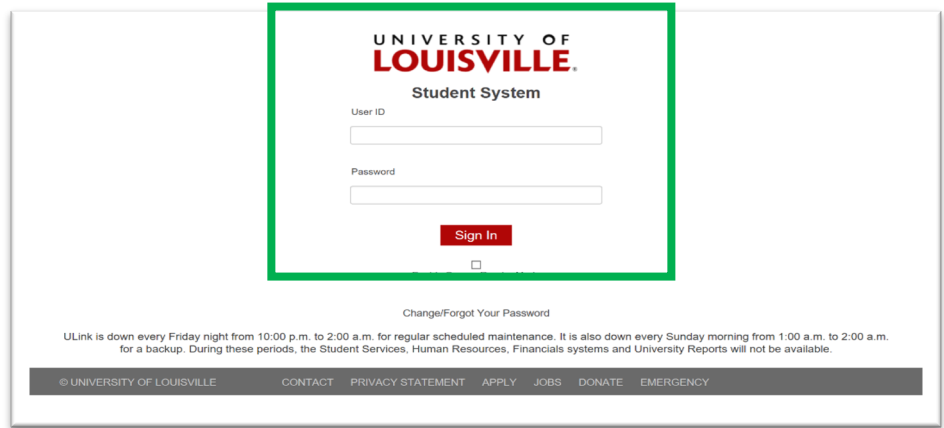 UNIVERSITY OF
LOUISVILLE.
Student System
User ID
Password
Sign In
Change/Forgot Your Password
ULink is down every Friday night from 10:00 p.m. to 2:00 a.m. for regular scheduled maintenance. It is also down every Sunday morning from 1:00 a.m. to 2:00 a.m.
for a backup. During these periods, the Student Services, Human Resources, Financials systems and University Reports will not be available.
© UNIVERSITY OF LOUISVILLE CONTACT PRIVACY STATEMENT APPLY JOBS DONATE EMERGENCY